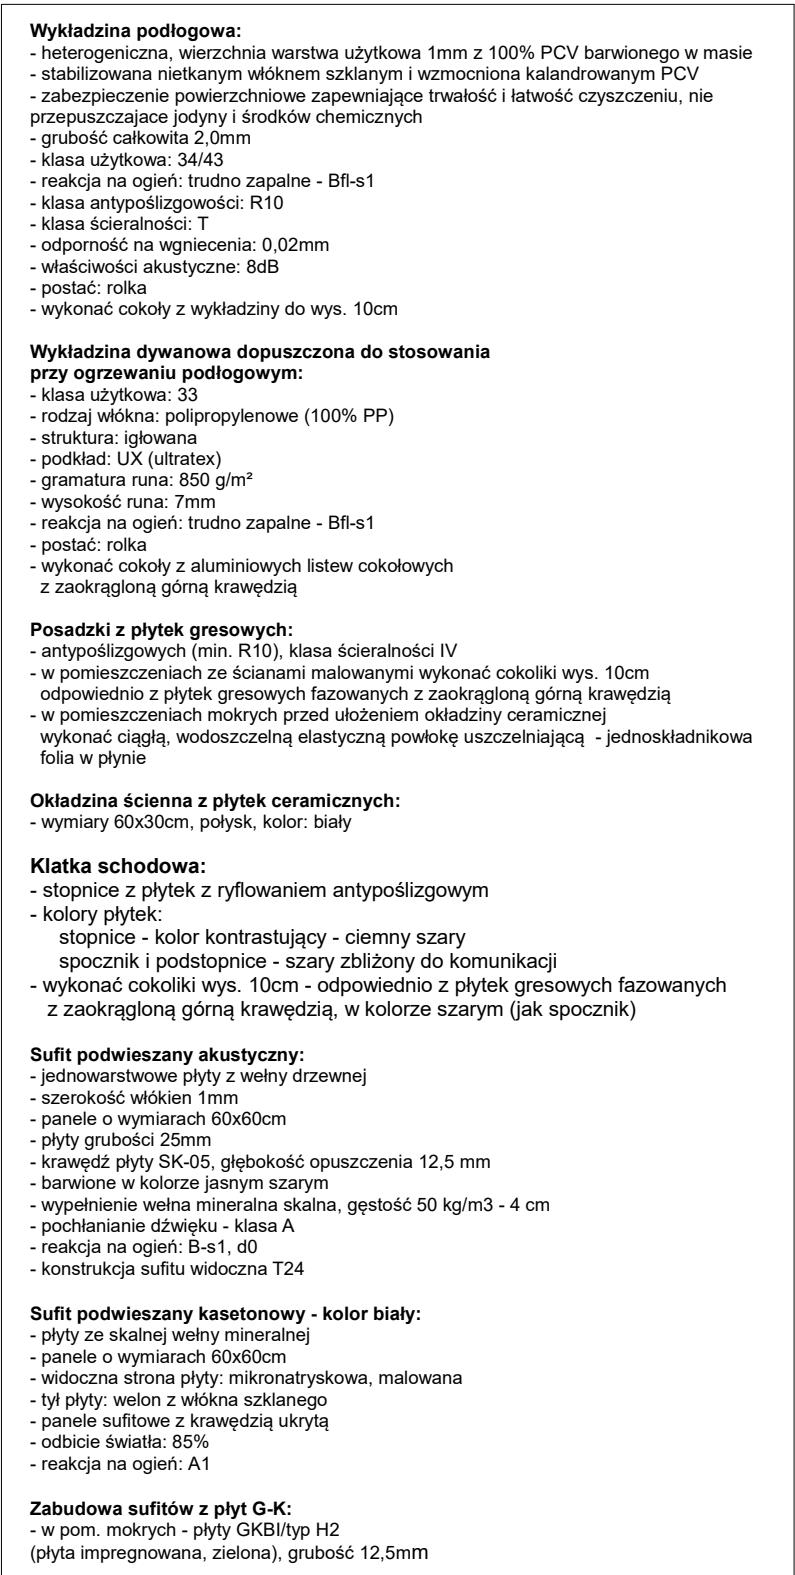 Wykładzina podłogowa:
- heterogeniczna, wierzchnia warstwa użytkowa 1mm z 100% PCV barwionego w masie
- stabilizowana nietkanym włóknem szklanym i wzmocniona kalandrowanym PCV
- zabezpieczenie powierzchniowe zapewniające trwałość i łatwość czyszczeniu, nie
przepuszczajace jodyny i środków chemicznych
- grubość całkowita 2,0mm
- klasa użytkowa: 34/43
- reakcja na ogień: trudno zapalne - Bfl-s1
- klasa antypoślizgowości: R10
- klasa ścieralności: T
- odporność na wgniecenia: 0,02mm
- właściwości akustyczne: 8dB
- postać: rolka
- wykonać cokoły z wykładziny do wys. 10cm
Wykładzina dywanowa dopuszczona do stosowania
przy ogrzewaniu podłogowym:
- klasa użytkowa: 33
- rodzaj włókna: polipropylenowe (100% PP)
- struktura: igłowana
- podkład: UX (ultratex)
- gramatura runa: 850 g/m²
- wysokość runa: 7mm
- reakcja na ogień: trudno zapalne - Bfl-s1
- postać: rolka
- wykonać cokoły z aluminiowych listew cokołowych
z zaokrągloną górną krawędzią
Posadzki z płytek gresowych:
- antypoślizgowych (min. R10), klasa ścieralności IV
- w pomieszczeniach ze ścianami malowanymi wykonać cokoliki wys. 10cm
odpowiednio z płytek gresowych fazowanych z zaokrągloną górną krawędzią
- w pomieszczeniach mokrych przed ułożeniem okładziny ceramicznej
wykonać ciągłą, wodoszczelną elastyczną powłokę uszczelniającą - jednoskładnikowa
folia w płynie
Okładzina ścienna z płytek ceramicznych:
- wymiary 60x30cm, połysk, kolor: biały
Klatka schodowa:
- stopnice z płytek z ryflowaniem antypoślizgowym
- kolory płytek:
stopnice - kolor kontrastujący - ciemny szary
spocznik i podstopnice - szary zbliżony do komunikacji
- wykonać cokoliki wys. 10cm - odpowiednio z płytek gresowych fazowanych
z zaokrągloną górną krawędzią, w kolorze szarym (jak spocznik)
Sufit podwieszany akustyczny:
- jednowarstwowe płyty z wełny drzewnej
- szerokość włókien 1mm
- panele o wymiarach 60x60cm
- płyty grubości 25mm
- krawędź płyty SK-05, głębokość opuszczenia 12,5 mm
- barwione w kolorze jasnym szarym
- wypełnienie wełna mineralna skalna, gęstość 50 kg/m3 - 4 cm
- pochłanianie dźwięku - klasa A
- reakcja na ogień: B-s1, d0
- konstrukcja sufitu widoczna T24
Sufit podwieszany kasetonowy - kolor biały:
- płyty ze skalnej wełny mineralnej
- panele o wymiarach 60x60cm
- widoczna strona płyty: mikronatryskowa, malowana
- tył płyty: welon z włókna szklanego
- panele sufitowe z krawędzią ukrytą
- odbicie światła: 85%
- reakcja na ogień: A1
Zabudowa sufitów z płyt G-K:
- w pom. mokrych - płyty GKBI/typ H2
(płyta impregnowana, zielona), grubość 12,5mm